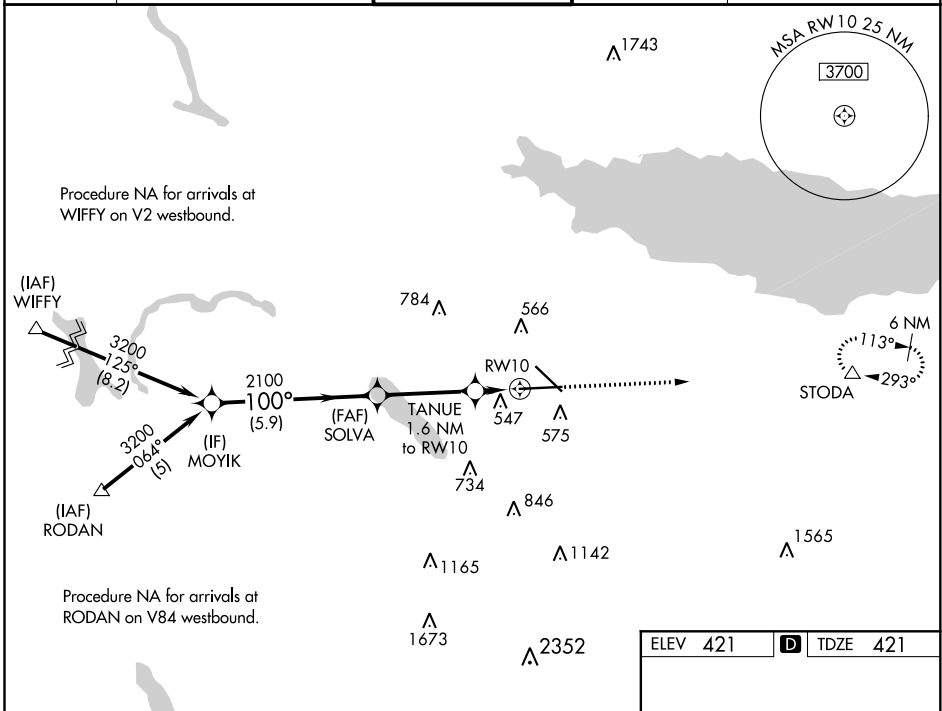 1743
MSA RW10 25 NM
3700
Procedure NA for arrivals at
WIFFY on V2 westbound.
(IAF)
WIFFY
3200
125°
(8.2)
784
566
6 NM
113°
293°
STODA
RW10
2100
100°
(5.9)
(FAF)
SOLVA
TANUE
1.6 NM
to RW10
547
575
(IF)
MOYIK
3200
064°
(5)
(IAF)
RODAN
734
846
1165
1142
1565
Procedure NA for arrivals at
RODAN on V84 westbound.
1673
2352
ELEV 421 D TDZE 421